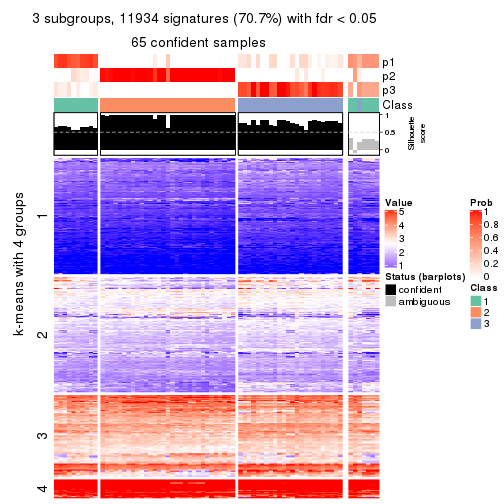 3 subgroups, 11934 signatures (70.7%) with fdr < 0.05
65 confident samples
p1
p2
p3
Class
1
0.5
0
Silhouette
score
k-means with 4 groups
1
2
3
4
Value
5
4
3
2
1
Status (barplots)
confident
ambiguous
Prob
1
0.8
0.6
0.4
0.2
0
Class
1
2
3